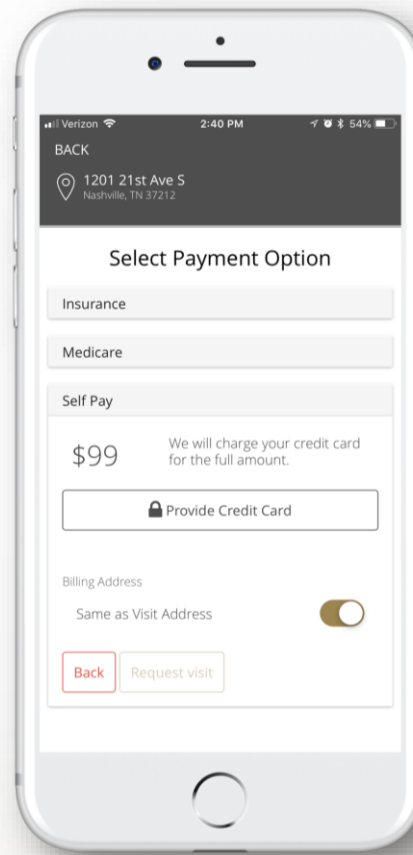 Verizon 2:40 PM 54%
BACK
1201 21st Ave S
Nashville, TN 37212
Select Payment Option
Insurance
Medicare
Self Pay
$99
We will charge your credit card
for the full amount.
Provide Credit Card
Billing Address
Same as Visit Address
Back Request visit